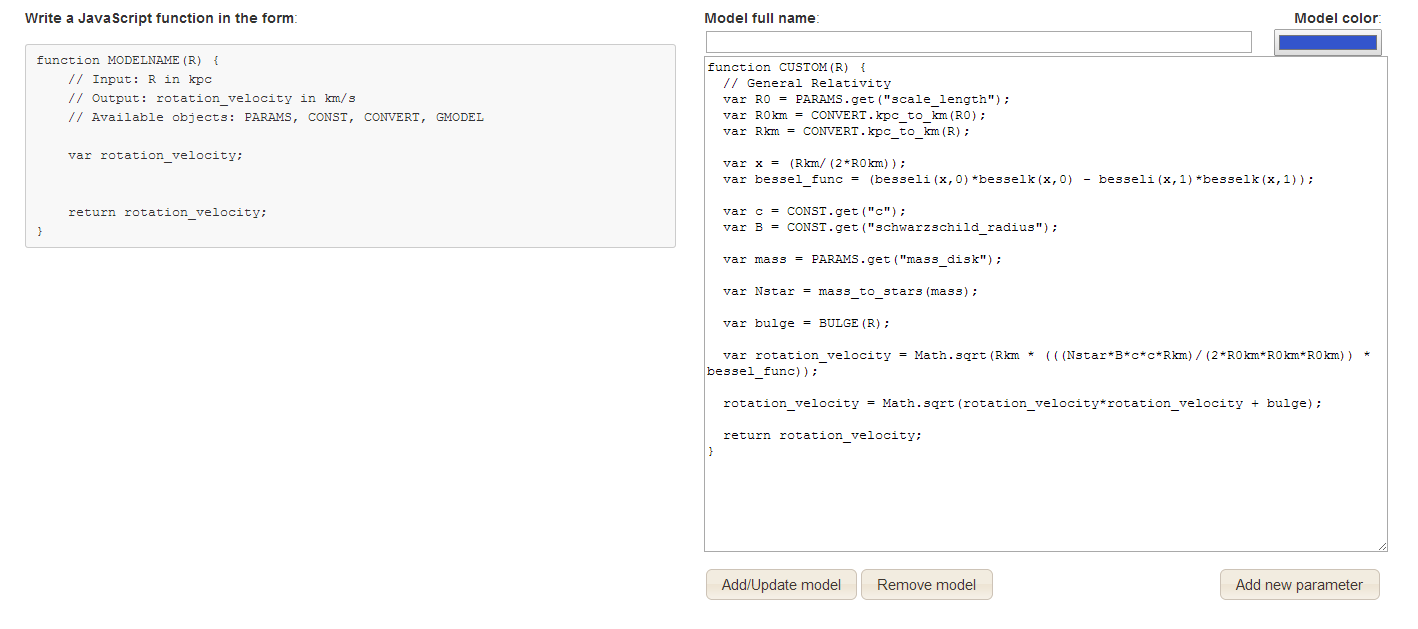 Write a JavaScript function in the form:
function MODELNAME(R) {
    // Input: R in kpc
    // Output: rotation_velocity in km/s
    // Available objects: PARAMS, CONST, CONVERT, GMODEL
    var rotation_velocity;
    return rotation_velocity;
}
Model full name:
Model color:
function CUSTOM(R) {
  // General Relativity
  var R0 = PARAMS.get("scale_length");
  var R0km = CONVERT.kpc_to_km(R0);
  var Rkm = CONVERT.kpc_to_km(R);
  var x = (Rkm/(2*R0km));
  var bessel_func = (besseli(x,0)*besselk(x,0) - besseli(x,1)*besselk(x,1));
  var c = CONST.get("c");
  var B = CONST.get("schwarzschild_radius");
  var mass = PARAMS.get("mass_disk");
  var Nstar = mass_to_stars(mass);
  var bulge = BULGE(R);
  var rotation_velocity = Math.sqrt(Rkm * (((Nstar*B*c*c*Rkm)/(2*R0km*R0km*R0km)) *
bessel_func));
  rotation_velocity = Math.sqrt(rotation_velocity*rotation_velocity + bulge);
  return rotation_velocity;
}
Add/Update model
Remove model
Add new parameter